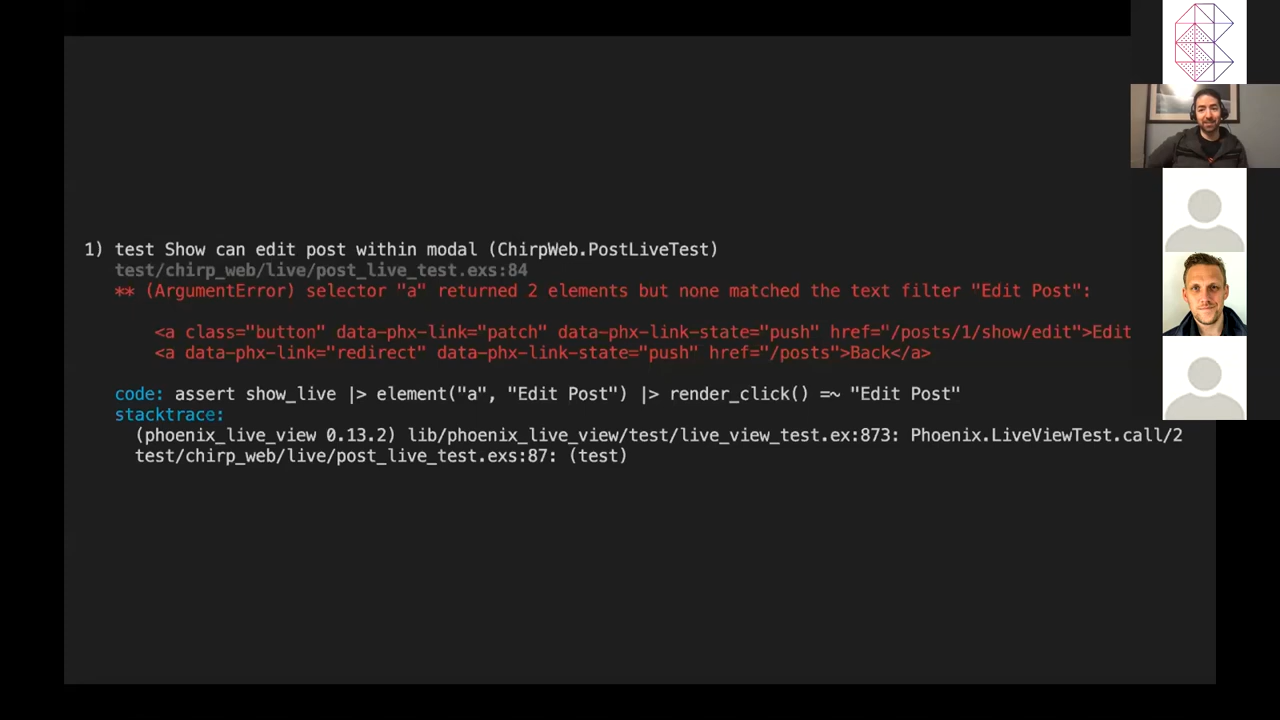 1) test Show can edit post within modal (ChirpWeb.PostLiveTest)
test/chirp_web/live/post_live_test.exs:84
** (ArgumentError) selector "a" returned 2 elements but none matched the text filter "Edit Post":
<a class="button" data-phx-link="patch" data-phx-link-state="push" href="/posts/1/show/edit">Edit
<a data-phx-link="redirect" data-phx-link-state="push" href="/posts">Back</a>
code: assert show_live |> element("a", "Edit Post") |> render_click() =~ "Edit Post"
stacktrace:
(phoenix_live_view 0.13.2) lib/phoenix_live_view/test/live_view_test.ex:873: Phoenix.LiveViewTest.call/2
test/chirp_web/live/post_live_test.exs:87: (test)